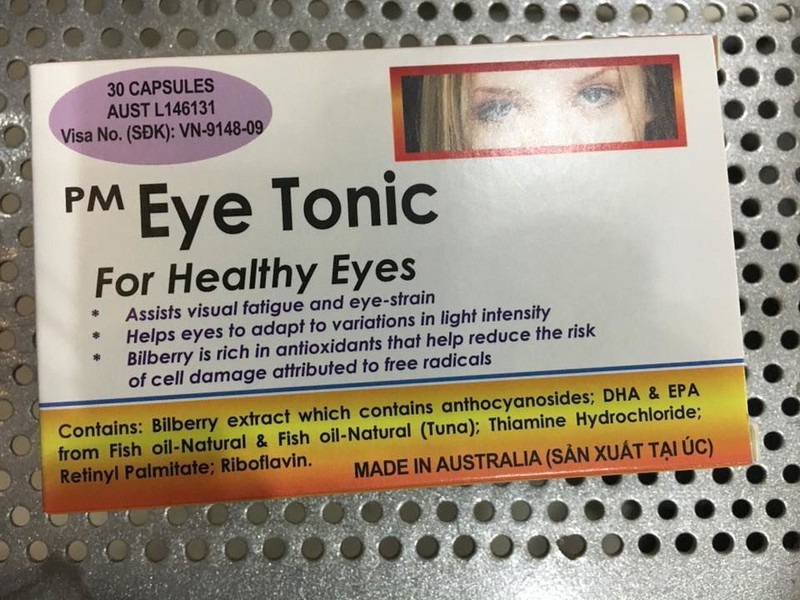 30 CAPSULES
AUST L146131
Visa No. (SĐK): VN-9148-09
PM Eye Tonic
For Healthy Eyes
* Assists visual fatigue and eye-strain
* Helps eyes to adapt to variations in light intensity
* Bilberry is rich in antioxidants that help reduce the risk
of cell damage attributed to free radicals
Contains: Bilberry extract which contains anthocyanosides; DHA & EPA
from Fish oil-Natural & Fish oil-Natural (Tuna); Thiamine Hydrochloride;
Retinyl Palmitate; Riboflavin.
MADE IN AUSTRALIA (SẢN XUẤT TẠI ÚC)